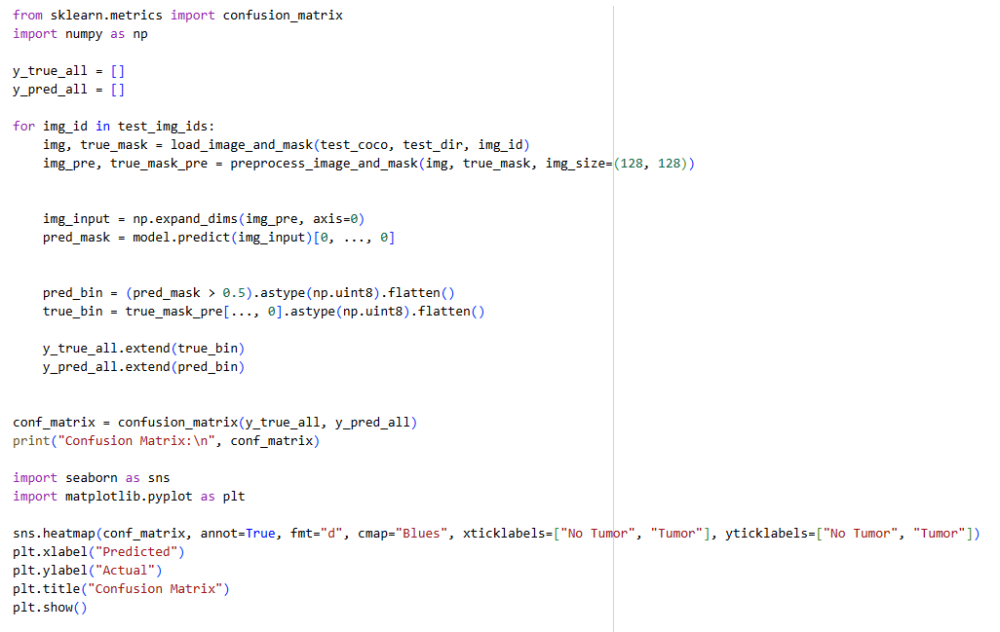 from sklearn.metrics import confusion_matrix
import numpy as np
y_true_all = []
y_pred_all = []
for img_id in test_img_ids:
    img, true_mask = load_image_and_mask(test_coco, test_dir, img_id)
    img_pre, true_mask_pre = preprocess_image_and_mask(img, true_mask, img_size=(128, 128))
    img_input = np.expand_dims(img_pre, axis=0)
    pred_mask = model.predict(img_input)[0, ..., 0]
    pred_bin = (pred_mask > 0.5).astype(np.uint8).flatten()
    true_bin = true_mask_pre[..., 0].astype(np.uint8).flatten()
    y_true_all.extend(true_bin)
    y_pred_all.extend(pred_bin)
conf_matrix = confusion_matrix(y_true_all, y_pred_all)
print("Confusion Matrix:\n", conf_matrix)
import seaborn as sns
import matplotlib.pyplot as plt
sns.heatmap(conf_matrix, annot=True, fmt="d", cmap="Blues", xticklabels=["No Tumor", "Tumor"], yticklabels=["No Tumor", "Tumor"])
plt.xlabel("Predicted")
plt.ylabel("Actual")
plt.title("Confusion Matrix")
plt.show()